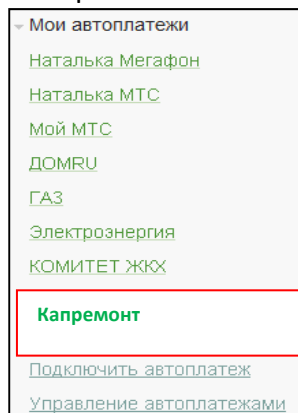 Мои автоплатежи
Наталька Мегафон
Наталька МТС
Мой МТС
ДОМRU
ГАЗ
Электроэнергия
КОМИТЕТ ЖКХ
Капремонт
Подключить автоплатеж
Управление автоплатежами